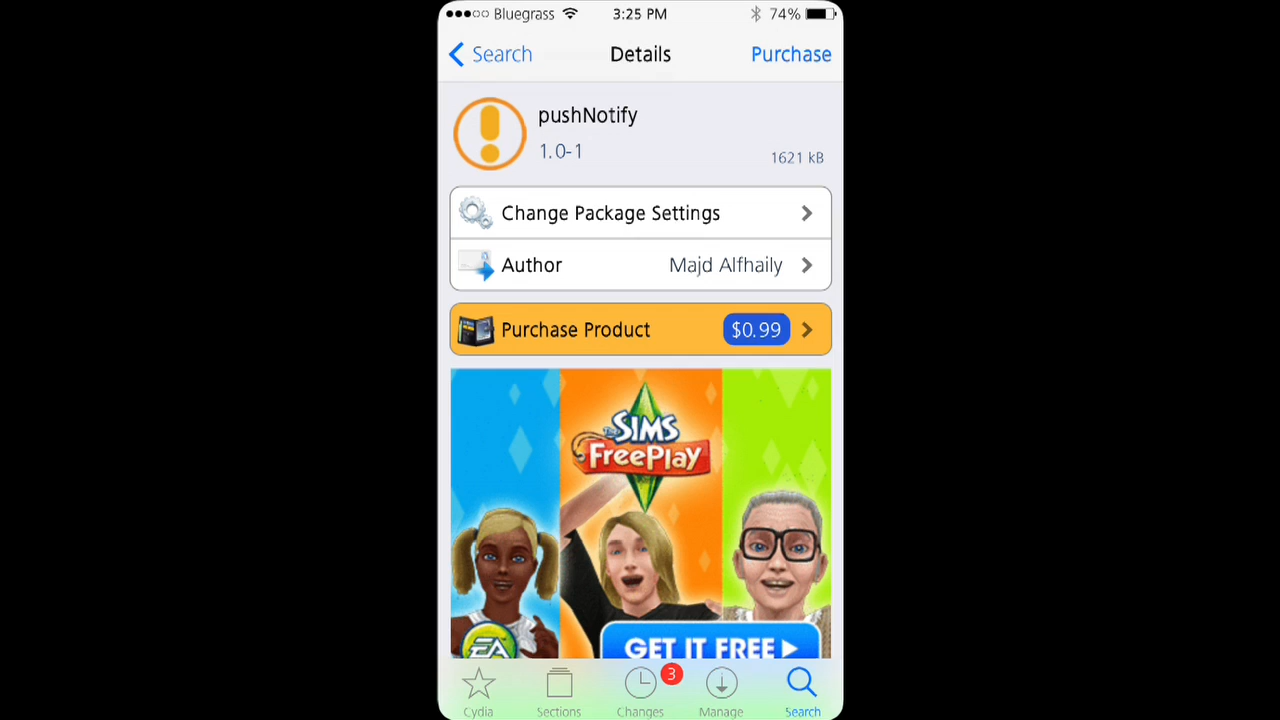 Bluegrass 3:25 PM 74%
Search Details Purchase
pushNotify
1.0-1
1621 kB
Change Package Settings
Author Majd Alfhaily
Purchase Product $0.99
THE SIMS
FreePlay
EA
GET IT FREE
3
Cydia Sections Changes Manage Search